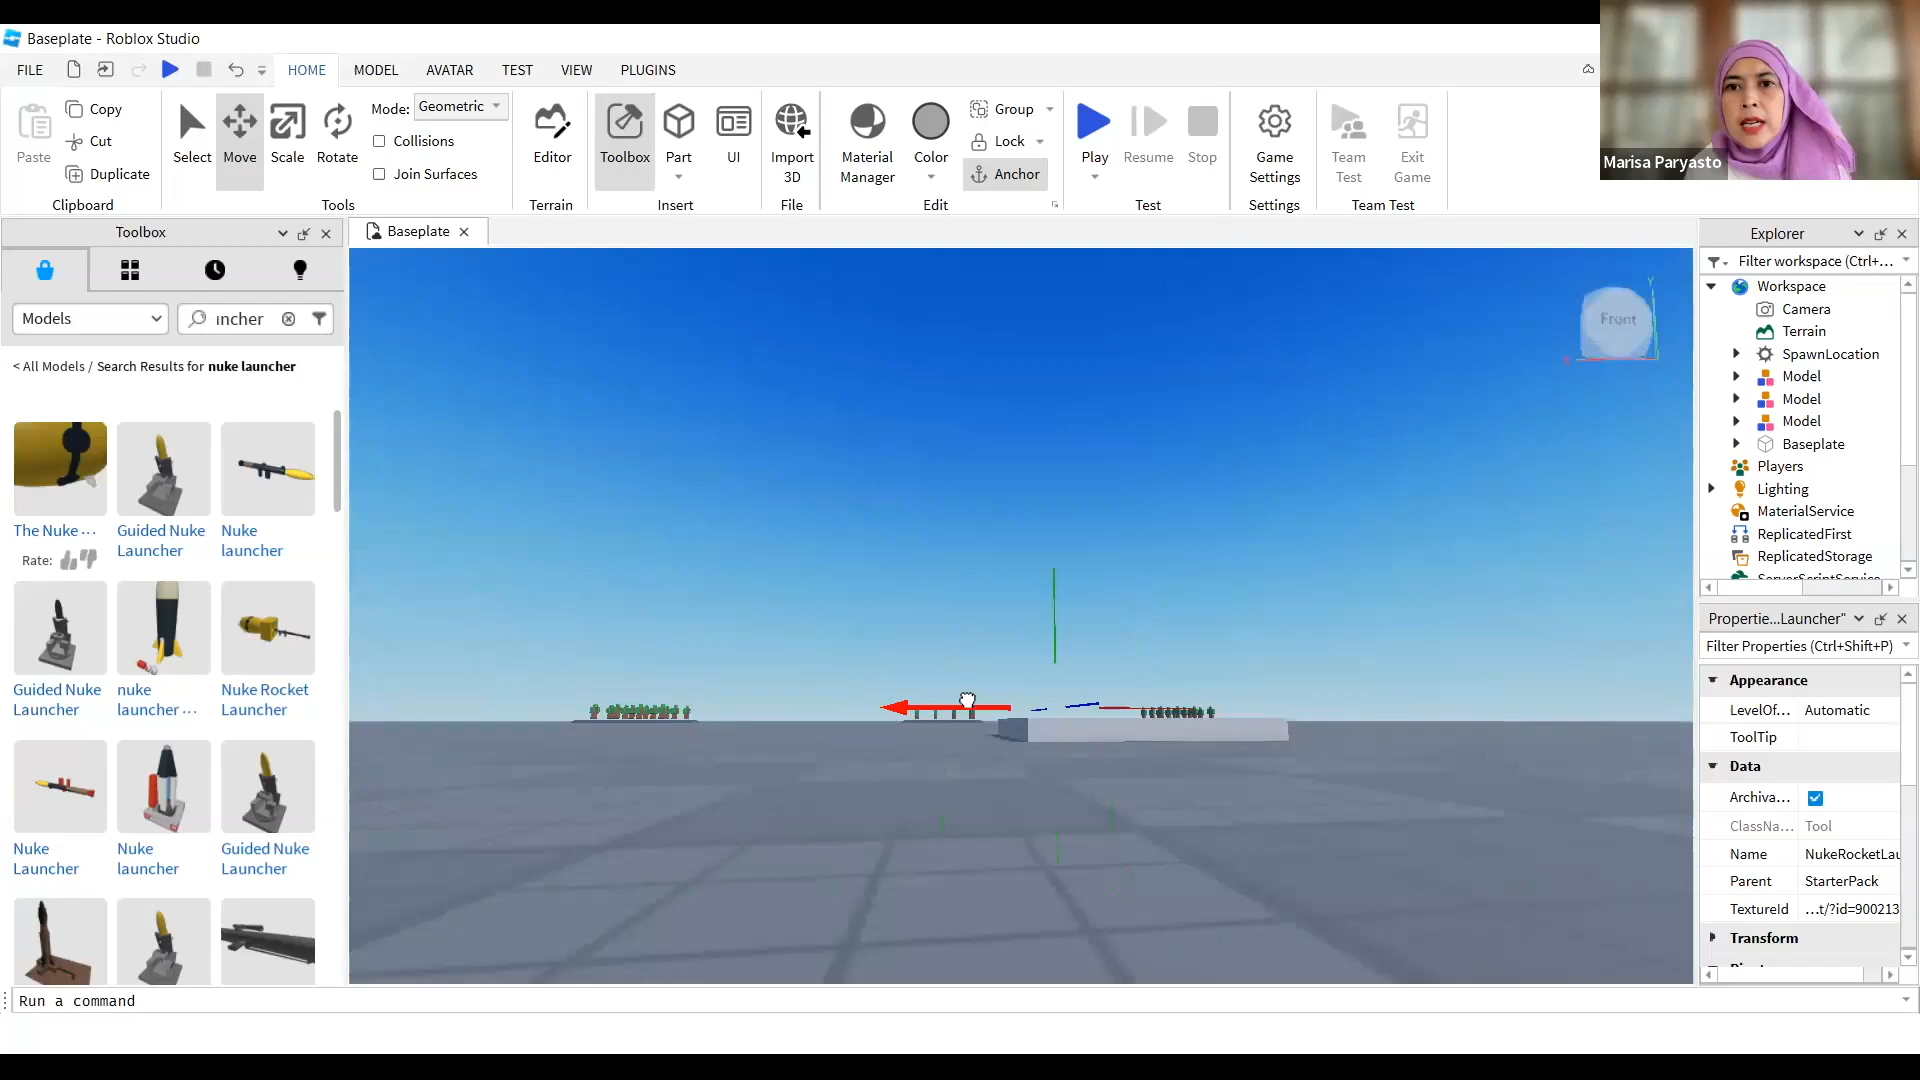 Baseplate - Roblox Studio
FILE
HOME
MODEL
AVATAR
TEST
VIEW
PLUGINS
Paste
Copy
Cut
Duplicate
Clipboard
Select
Move
Scale
Rotate
Mode:
Geometric
Collisions
Join Surfaces
Tools
Editor
Terrain
Toolbox
Part
UI
Insert
Import
3D
File
Material
Manager
Color
Group
Lock
Anchor
Edit
Play
Resume
Stop
Test
Game
Settings
Settings
Team
Test
Exit
Game
Team Test
Marisa Paryasto
Toolbox
Models
ıncher
< All Models / Search Results for nuke launcher
The Nuke ...
Rate:
Guided Nuke
Launcher
Nuke
launcher
Guided Nuke
Launcher
nuke
launcher ...
Nuke Rocket
Launcher
Nuke
Launcher
Nuke
launcher
Guided Nuke
Launcher
Baseplate
Front
Y
Explorer
Filter workspace (Ctrl+...
Workspace
Camera
Terrain
SpawnLocation
Model
Model
Model
Baseplate
Players
Lighting
MaterialService
ReplicatedFirst
ReplicatedStorage
ServerScriptService
Propertie...Launcher"
Filter Properties (Ctrl+Shift+P)
Appearance
LevelOf... Automatic
ToolTip
Data
Archiva...
ClassNa... Tool
Name NukeRocketLau
Parent StarterPack
TextureId ...t/?id=900213
Transform
Run a command